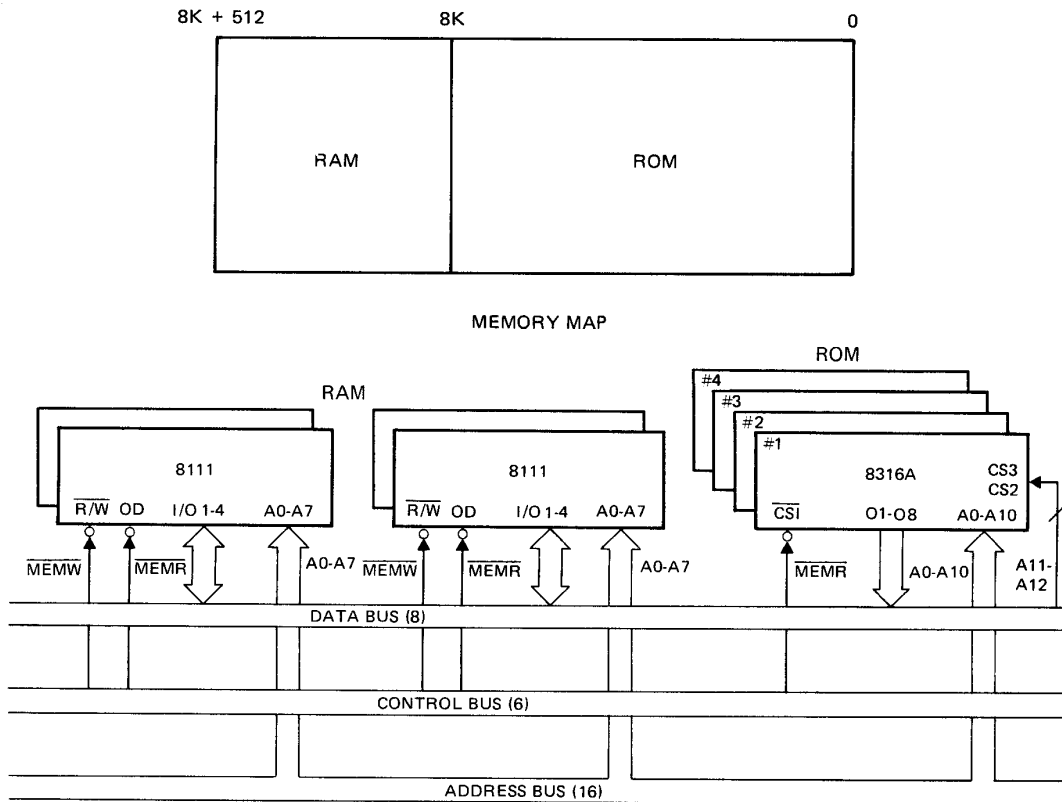 8K + 512 8K 0
RAM ROM
MEMORY MAP
RAM ROM
#4
#3
#2
#1
8111 8111 8316A CS3
CS2
R/W OD I/O 1-4 A0-A7 R/W OD I/O 1-4 A0-A7 CSI O1-O8 A0-A10
MEMW MEMR A0-A7 MEMW MEMR A0-A7 MEMR A0-A10 A11-
A12
DATA BUS (8)
CONTROL BUS (6)
ADDRESS BUS (16)